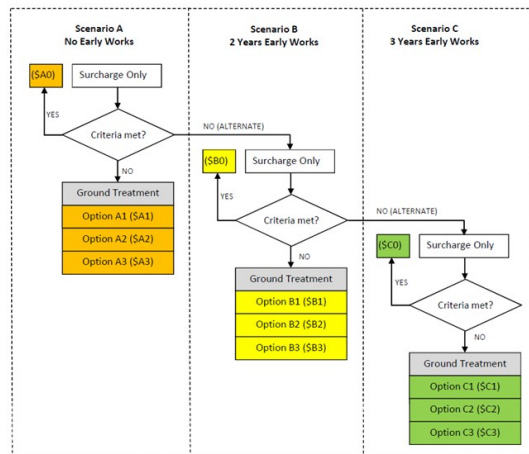 Scenario A
No Early Works
($A0)
Surcharge Only
YES
Criteria met?
NO (ALTERNATE)
NO
Ground Treatment
Option A1 ($A1)
Option A2 ($A2)
Option A3 ($A3)
Scenario B
2 Years Early Works
($B0)
Surcharge Only
YES
Criteria met?
NO (ALTERNATE)
NO
Ground Treatment
Option B1 ($B1)
Option B2 ($B2)
Option B3 ($B3)
Scenario C
3 Years Early Works
($C0)
Surcharge Only
YES
Criteria met?
NO
Ground Treatment
Option C1 ($C1)
Option C2 ($C2)
Option C3 ($C3)